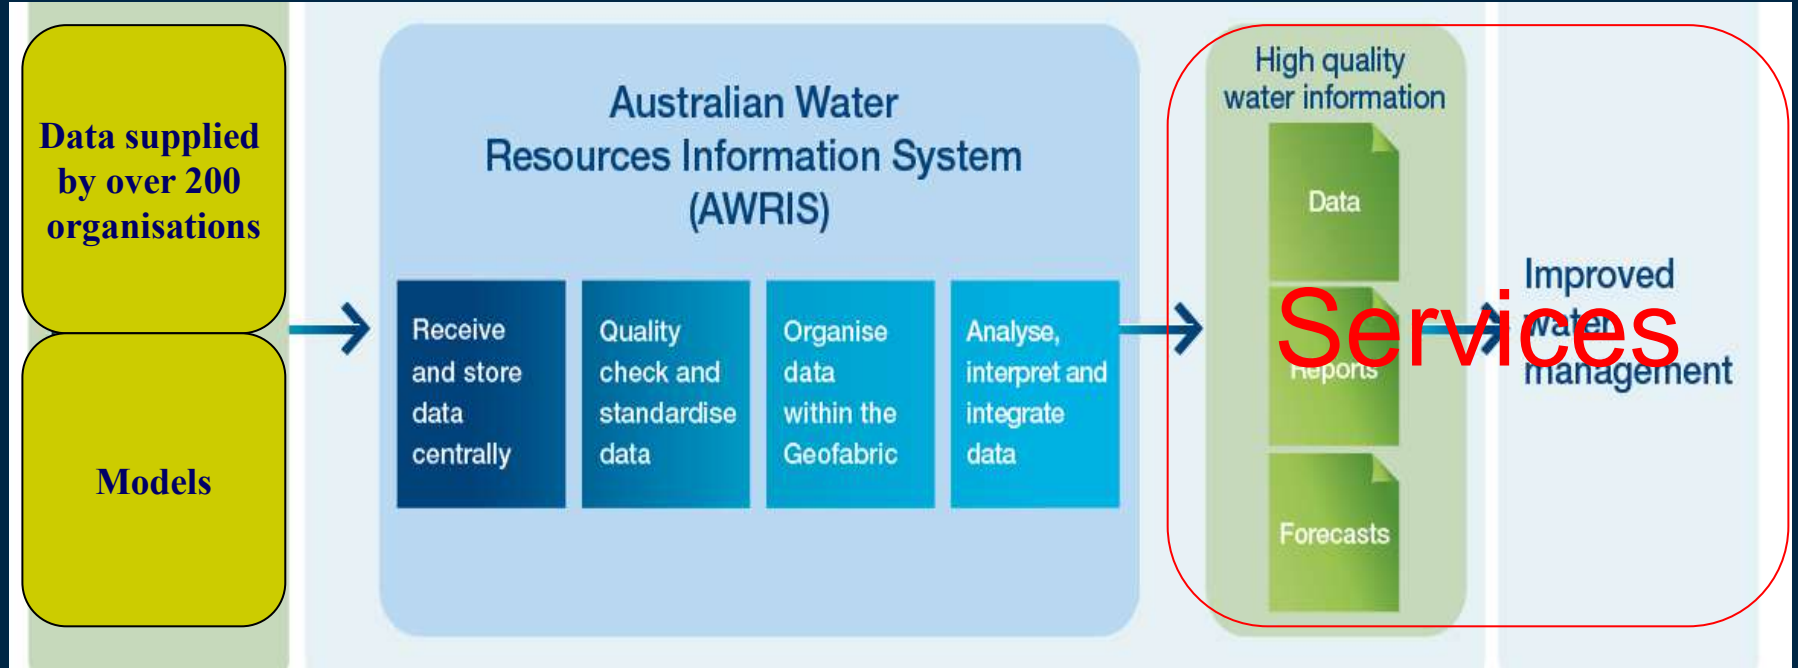 Data supplied
by over 200
organisations
Models
Australian Water
Resources Information System
(AWRIS)
Receive
and store
data
centrally
Quality
check and
standardise
data
Organise
data
within the
Geofabric
Analyse,
interpret and
integrate
data
High quality
water information
Data
Reports
Forecasts
Services
Improved
water
management